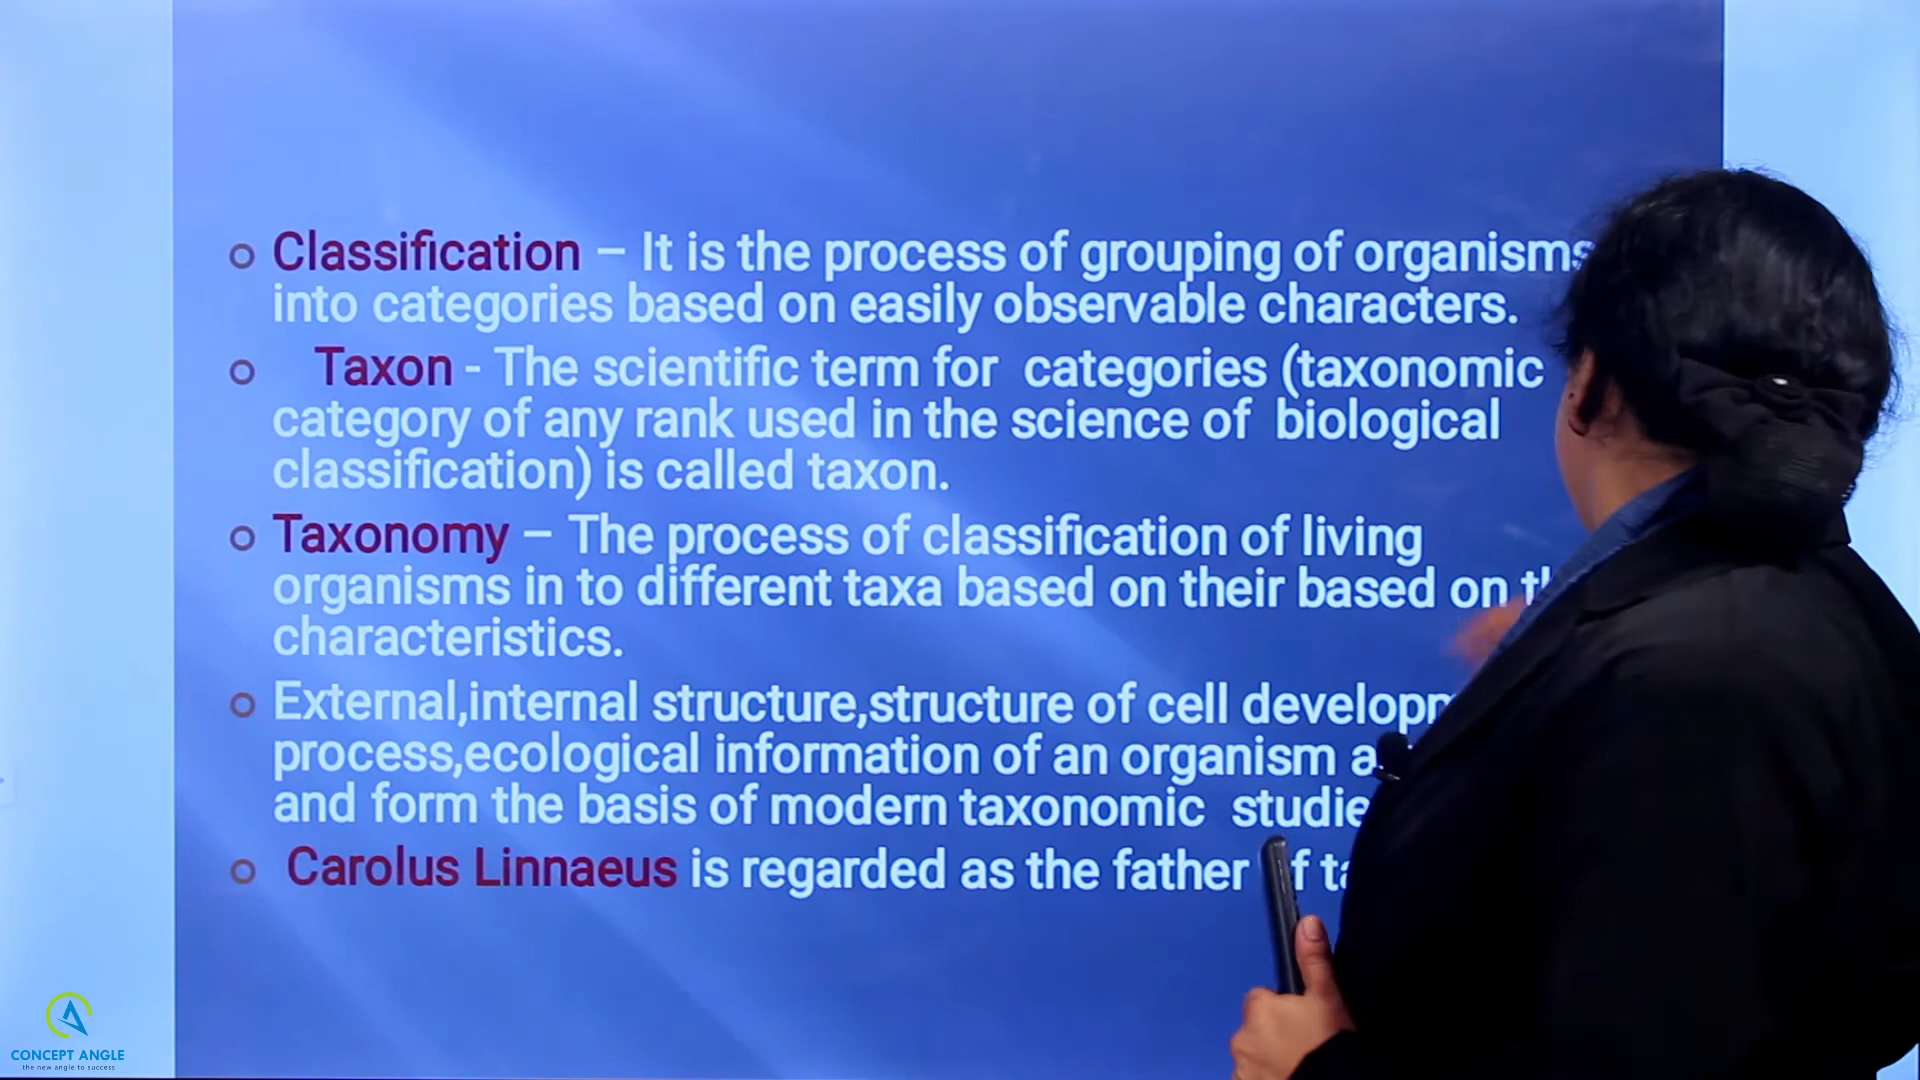 Classification – It is the process of grouping of organisms
into categories based on easily observable characters.
Taxon - The scientific term for categories (taxonomic
category of any rank used in the science of biological
classification) is called taxon.
Taxonomy – The process of classification of living
organisms in to different taxa based on their based on
characteristics.
External,internal structure,structure of cell
process,ecological information of an organism
and form the basis of modern taxonomic
Carolus Linnaeus is regarded as the father
CONCEPT ANGLE
the new angle to success